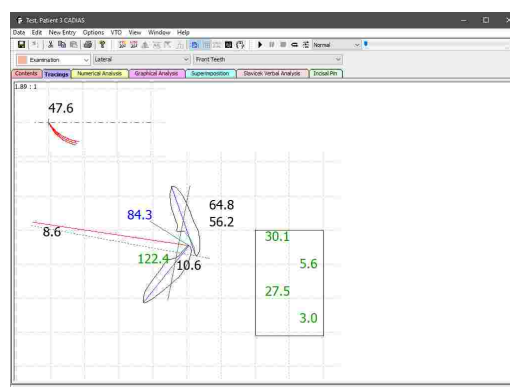 Test, Patient 3 CADIAS
Data Edit New Entry Options VTO View Window Help
Normal
Examination Lateral Front Teeth
Contents Tracings Numerical Analysis Graphical Analysis Superimposition Slavicek Verbal Analysis Incisal Pin
1.89 : 1
47.6
64.8
84.3
56.2
8.6
30.1
122.4
10.6
5.6
27.5
3.0